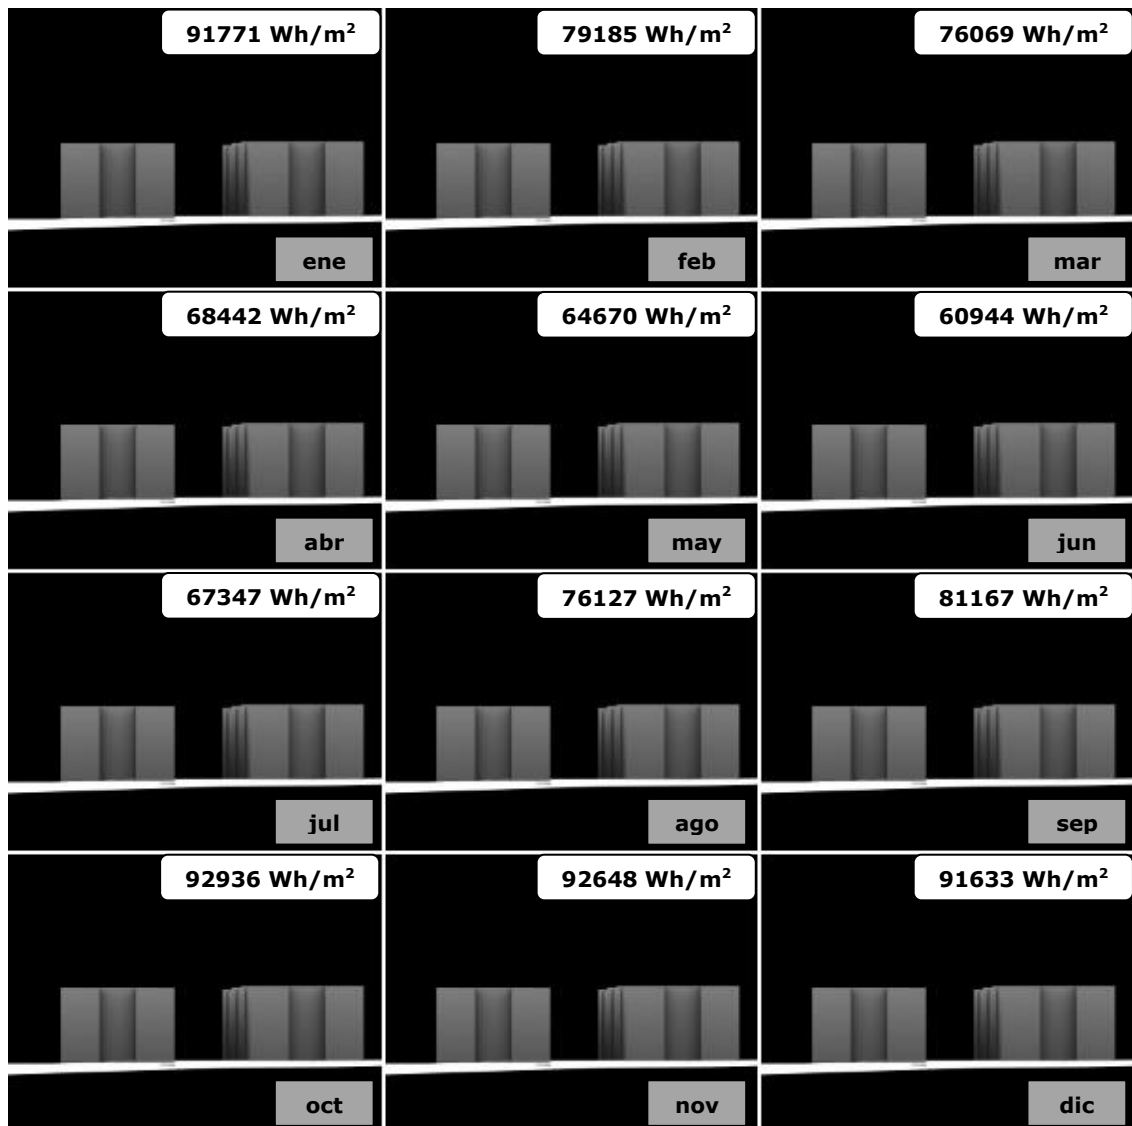 91771 Wh/m²
79185 Wh/m²
76069 Wh/m²
ene
feb
mar
68442 Wh/m²
64670 Wh/m²
60944 Wh/m²
abr
may
jun
67347 Wh/m²
76127 Wh/m²
81167 Wh/m²
jul
ago
sep
92936 Wh/m²
92648 Wh/m²
91633 Wh/m²
oct
nov
dic